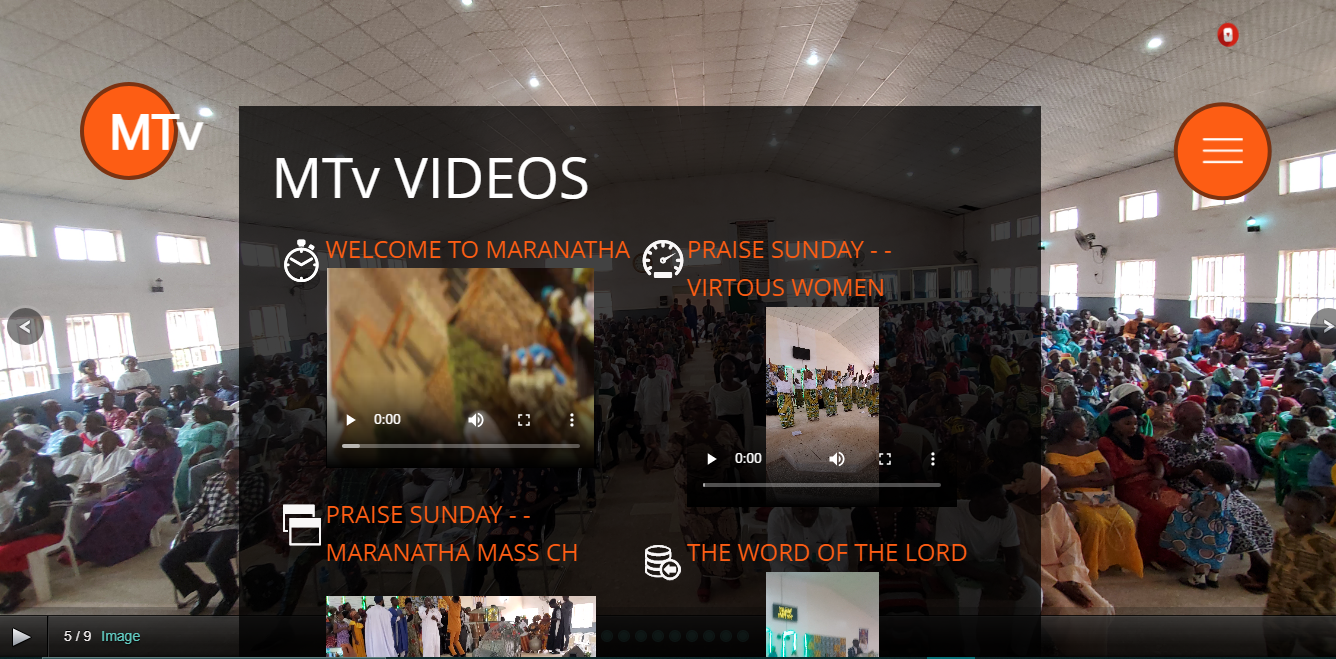 MTv
MTv VIDEOS
WELCOME TO MARANATHA
PRAISE SUNDAY - -
VIRTOUS WOMEN
0:00
0:00
PRAISE SUNDAY - -
MARANATHA MASS CH
THE WORD OF THE LORD
5 / 9 Image